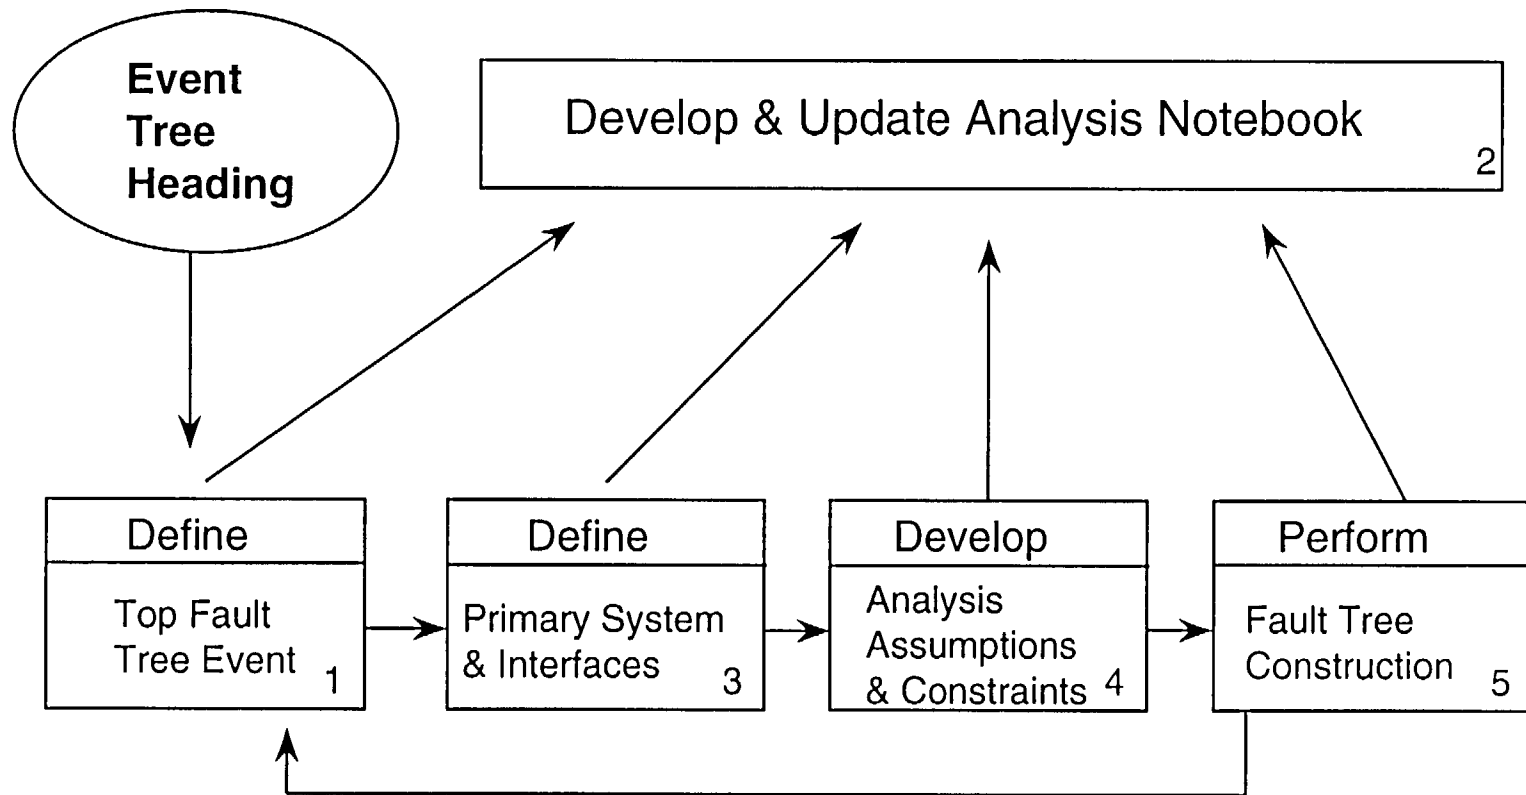 Event
Tree
Heading
Develop & Update Analysis Notebook
2
Define
Top Fault
Tree Event
1
Define
Primary System
& Interfaces
3
Develop
Analysis
Assumptions
& Constraints
4
Perform
Fault Tree
Construction
5